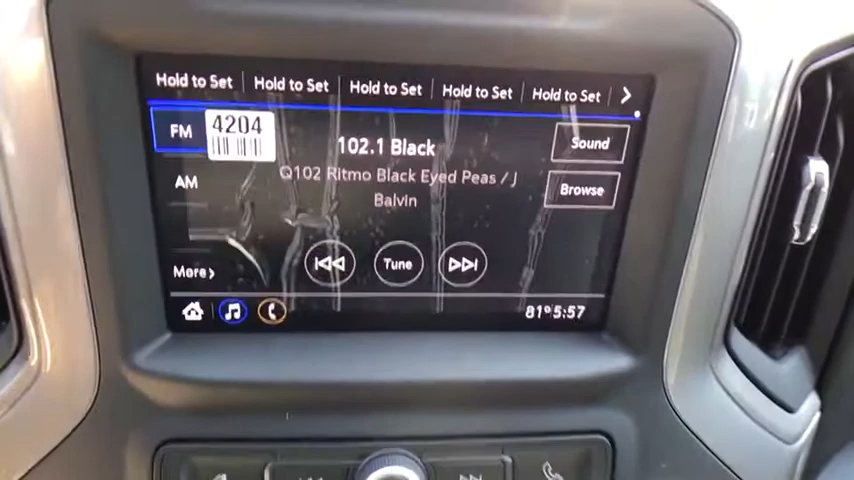 Hold to Set Hold to Set Hold to Set Hold to Set Hold to Set
FM
4204
102.1 Black
Sound
Q102 Ritmo Black Eyed Peas / J
Balvin
AM
Browse
More
Tune
81° 5:57